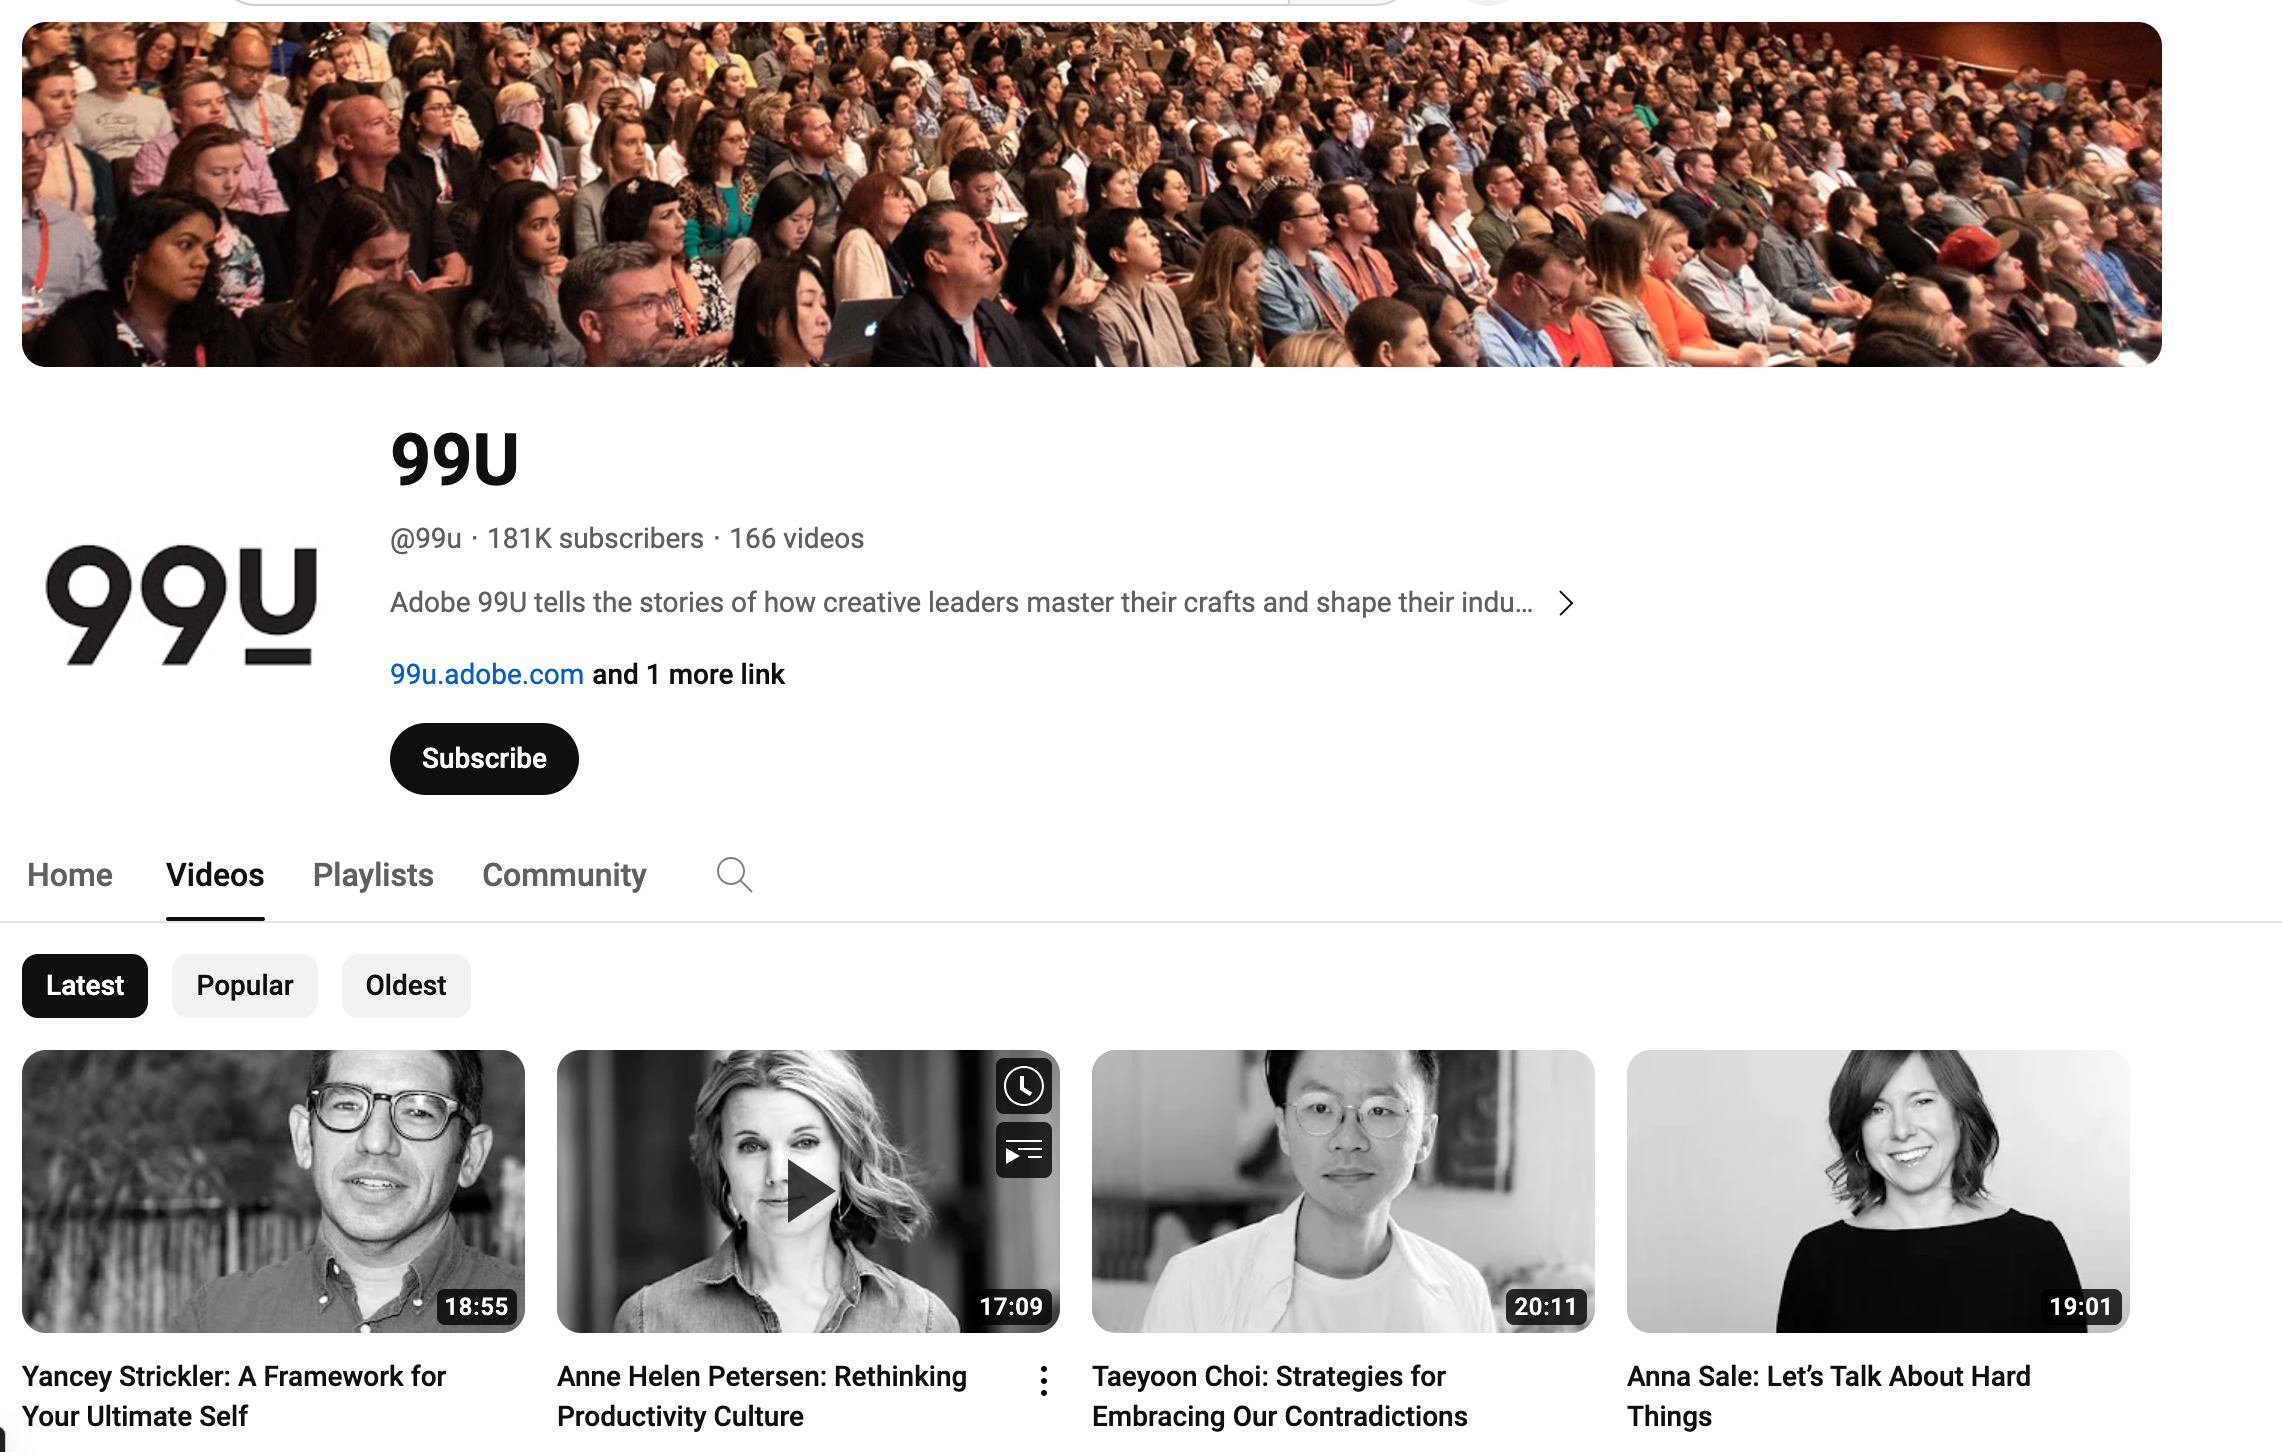 99U
99U
@99u · 181K subscribers · 166 videos
Adobe 99U tells the stories of how creative leaders master their crafts and shape their indu...
99u.adobe.com and 1 more link
Subscribe
Home Videos Playlists Community
Latest Popular Oldest
18:55 17:09 20:11 19:01
Yancey Strickler: A Framework for
Your Ultimate Self
Anne Helen Petersen: Rethinking
Productivity Culture
Taeyoon Choi: Strategies for
Embracing Our Contradictions
Anna Sale: Let’s Talk About Hard
Things